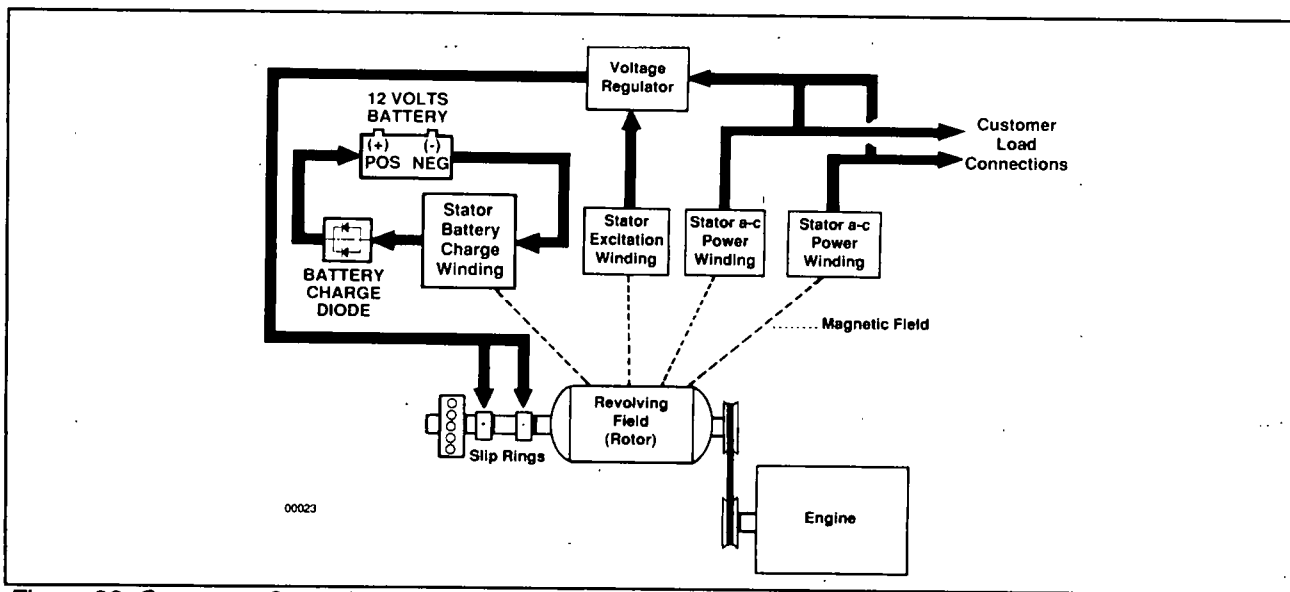 Voltage
Regulator
12 VOLTS
BATTERY
(+) (-)
POS NEG
Customer
Load
Connections
Stator
Battery
Charge
Winding
Stator
Excitation
Winding
Stator a-c
Power
Winding
Stator a-c
Power
Winding
BATTERY
CHARGE
DIODE
Magnetic Field
Revolving
Field
(Rotor)
Slip Rings
00023
Engine